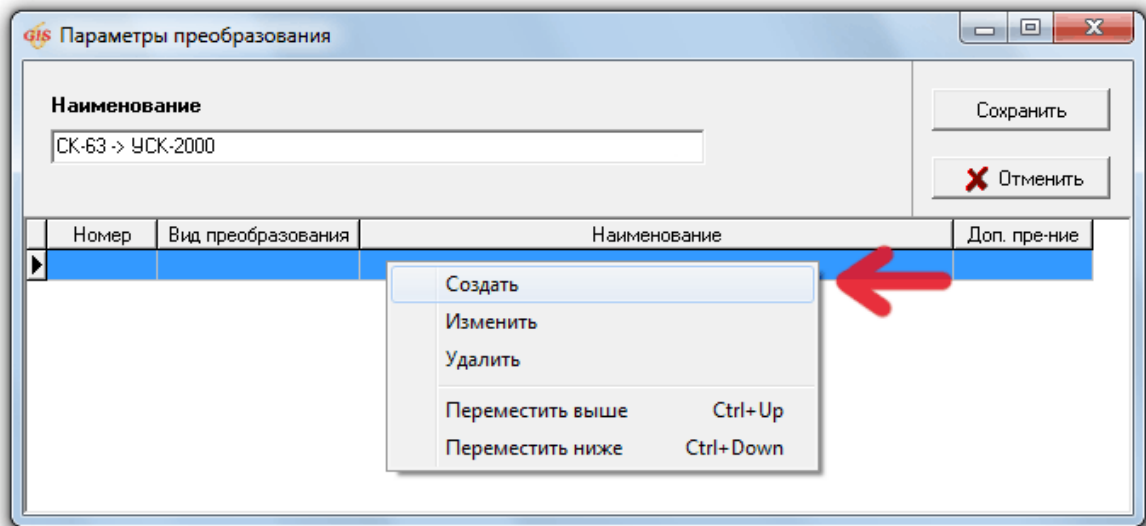 GIS Параметры преобразования
Наименование
Сохранить
СК-63 -> УСК-2000
Отменить
Номер Вид преобразования Наименование Доп. пре-ние
Создать
Изменить
Удалить
Переместить выше Ctrl+Up
Переместить ниже Ctrl+Down